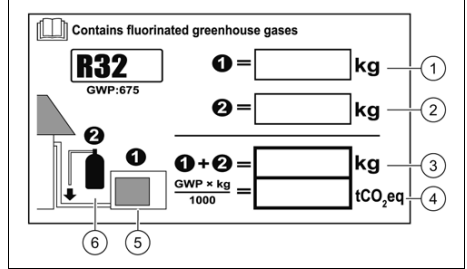 Contains fluorinated greenhouse gases
R32
GWP:675
❶ = kg
① 
❷ = kg
②
❶+❷ = kg
③
GWP × kg
1000
= tCO₂eq
④
❷
❶
⑥
⑤